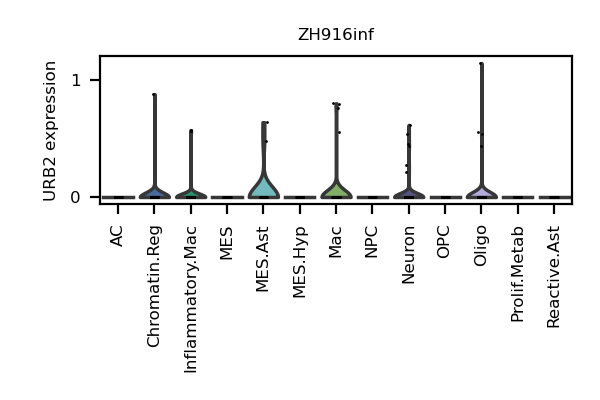 ZH916inf
URB2 expression
1
0
AC
Chromatin.Reg
Inflammatory.Mac
MES
MES.Ast
MES.Hyp
Mac
NPC
Neuron
OPC
Oligo
Prolif.Metab
Reactive.Ast